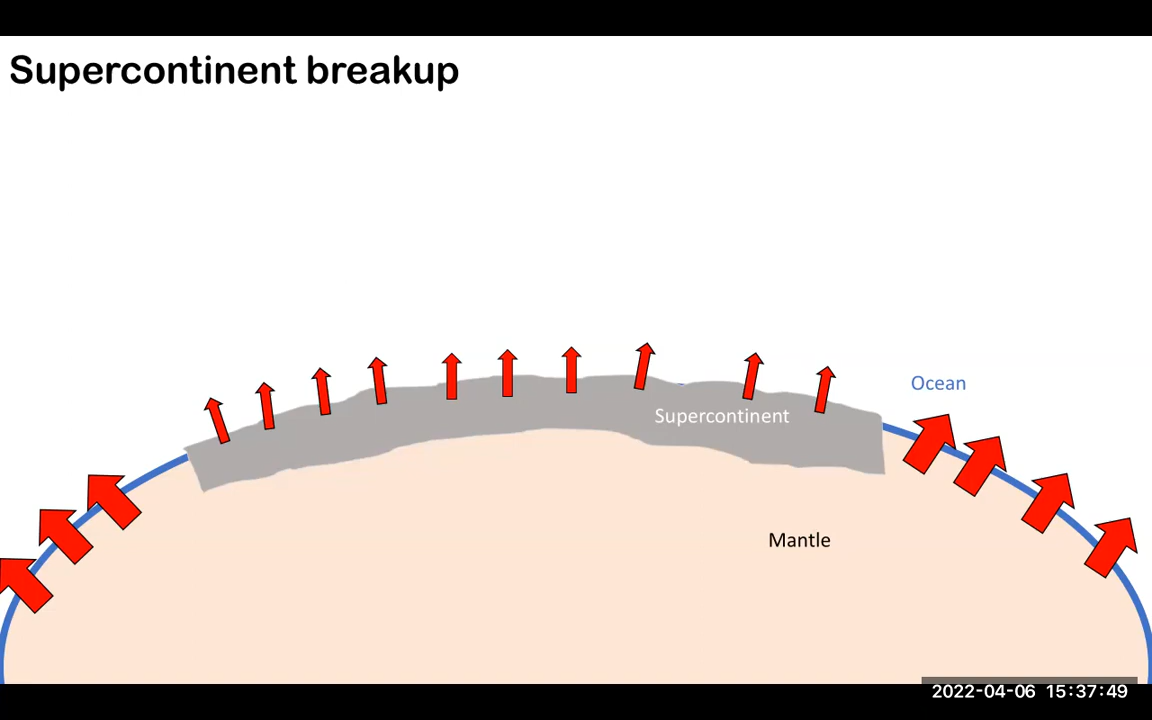 Supercontinent breakup
Ocean
Supercontinent
Mantle
2022-04-06 15:37:49